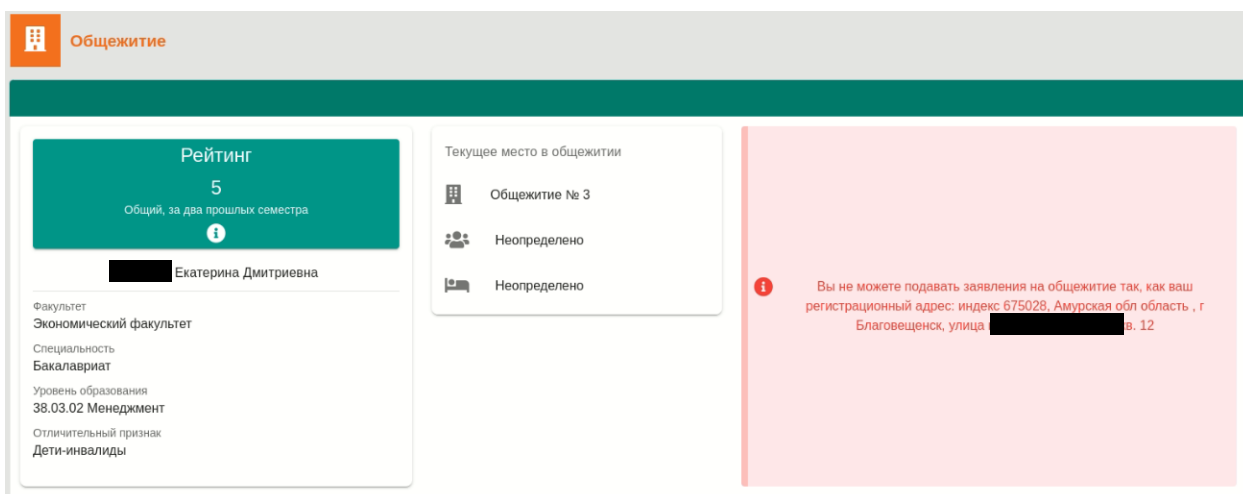 Общежитие
Рейтинг
5
Общий, за два прошлых семестра
Екатерина Дмитриевна
Факультет
Экономический факультет
Специальность
Бакалавриат
Уровень образования
38.03.02 Менеджмент
Отличительный признак
Дети-инвалиды
Текущее место в общежитии
Общежитие № 3
Неопределено
Неопределено
Вы не можете подавать заявления на общежитие так, как ваш
регистрационный адрес: индекс 675028, Амурская обл область , г
Благовещенск, улица кв. 12